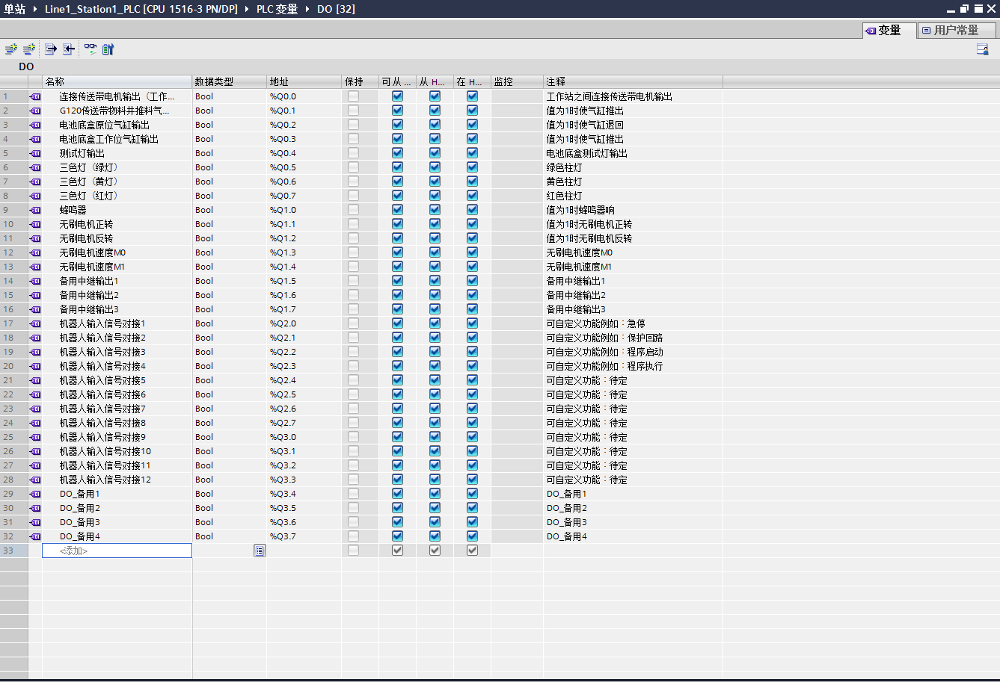 单站 Line1_Station1_PLC [CPU 1516-3 PN/DP] PLC 变量 DO [32]
变量 用户常量
DO
名称 数据类型 地址 保持 可从 ... 从 H... 在 H... 监控 注释
1 连接传送带电机输出（工作... Bool %Q0.0 工作站之间连接传送带电机输出
2 G120传送带物料井推料气... Bool %Q0.1 值为1时使气缸推出
3 电池底盒原位气缸输出 Bool %Q0.2 值为1时使气缸退回
4 电池底盒工作位气缸输出 Bool %Q0.3 值为1时使气缸推出
5 测试灯输出 Bool %Q0.4 电池底盒测试灯输出
6 三色灯（绿灯） Bool %Q0.5 绿色柱灯
7 三色灯（黄灯） Bool %Q0.6 黄色柱灯
8 三色灯（红灯） Bool %Q0.7 红色柱灯
9 蜂鸣器 Bool %Q1.0 值为1时蜂鸣器响
10 无刷电机正转 Bool %Q1.1 值为1时无刷电机正转
11 无刷电机反转 Bool %Q1.2 值为1时无刷电机反转
12 无刷电机速度M0 Bool %Q1.3 无刷电机速度M0
13 无刷电机速度M1 Bool %Q1.4 无刷电机速度M1
14 备用中继输出1 Bool %Q1.5 备用中继输出1
15 备用中继输出2 Bool %Q1.6 备用中继输出2
16 备用中继输出3 Bool %Q1.7 备用中继输出3
17 机器人输入信号对接1 Bool %Q2.0 可自定义功能例如：急停
18 机器人输入信号对接2 Bool %Q2.1 可自定义功能例如：保护回路
19 机器人输入信号对接3 Bool %Q2.2 可自定义功能例如：程序启动
20 机器人输入信号对接4 Bool %Q2.3 可自定义功能例如：程序执行
21 机器人输入信号对接5 Bool %Q2.4 可自定义功能：待定
22 机器人输入信号对接6 Bool %Q2.5 可自定义功能：待定
23 机器人输入信号对接7 Bool %Q2.6 可自定义功能：待定
24 机器人输入信号对接8 Bool %Q2.7 可自定义功能：待定
25 机器人输入信号对接9 Bool %Q3.0 可自定义功能：待定
26 机器人输入信号对接10 Bool %Q3.1 可自定义功能：待定
27 机器人输入信号对接11 Bool %Q3.2 可自定义功能：待定
28 机器人输入信号对接12 Bool %Q3.3 可自定义功能：待定
29 DO_备用1 Bool %Q3.4 DO_备用1
30 DO_备用2 Bool %Q3.5 DO_备用2
31 DO_备用3 Bool %Q3.6 DO_备用3
32 DO_备用4 Bool %Q3.7 DO_备用4
33 <添加>